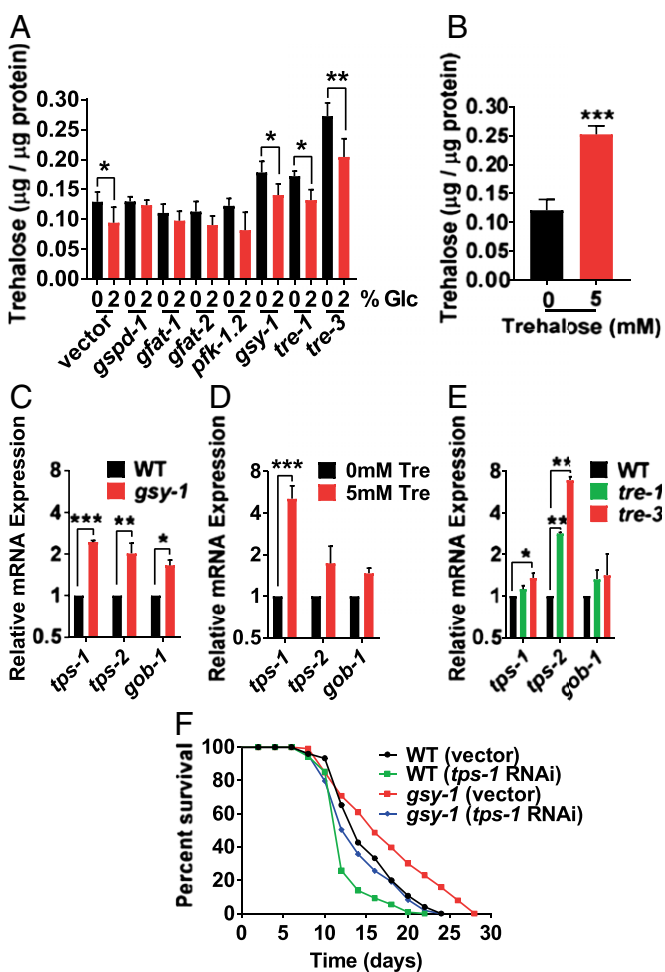 A
Trehalose (µg / µg protein)
0.30
0.25
0.20
0.15
0.10
0.05
0.00
* * * **
0 2 0 2 0 2 0 2 0 2 0 2 0 2 0 2 % Glc
vector gspd-1 gfat-1 gfat-2 pfk-1.2 gsy-1 tre-1 tre-3
B
Trehalose (µg / µg protein)
0.30
0.25
0.20
0.15
0.10
0.05
0.00
***
0 5
Trehalose (mM)
C
Relative mRNA Expression
8
4
2
1
0.5
WT
gsy-1
*** ** *
tps-1 tps-2 gob-1
D
Relative mRNA Expression
8
4
2
1
0.5
0mM Tre
5mM Tre
***
tps-1 tps-2 gob-1
E
Relative mRNA Expression
8
4
2
1
0.5
WT
tre-1
tre-3
* ** **
tps-1 tps-2 gob-1
F
Percent survival
100
80
60
40
20
0
WT (vector)
WT (tps-1 RNAi)
gsy-1 (vector)
gsy-1 (tps-1 RNAi)
0 5 10 15 20 25 30
Time (days)